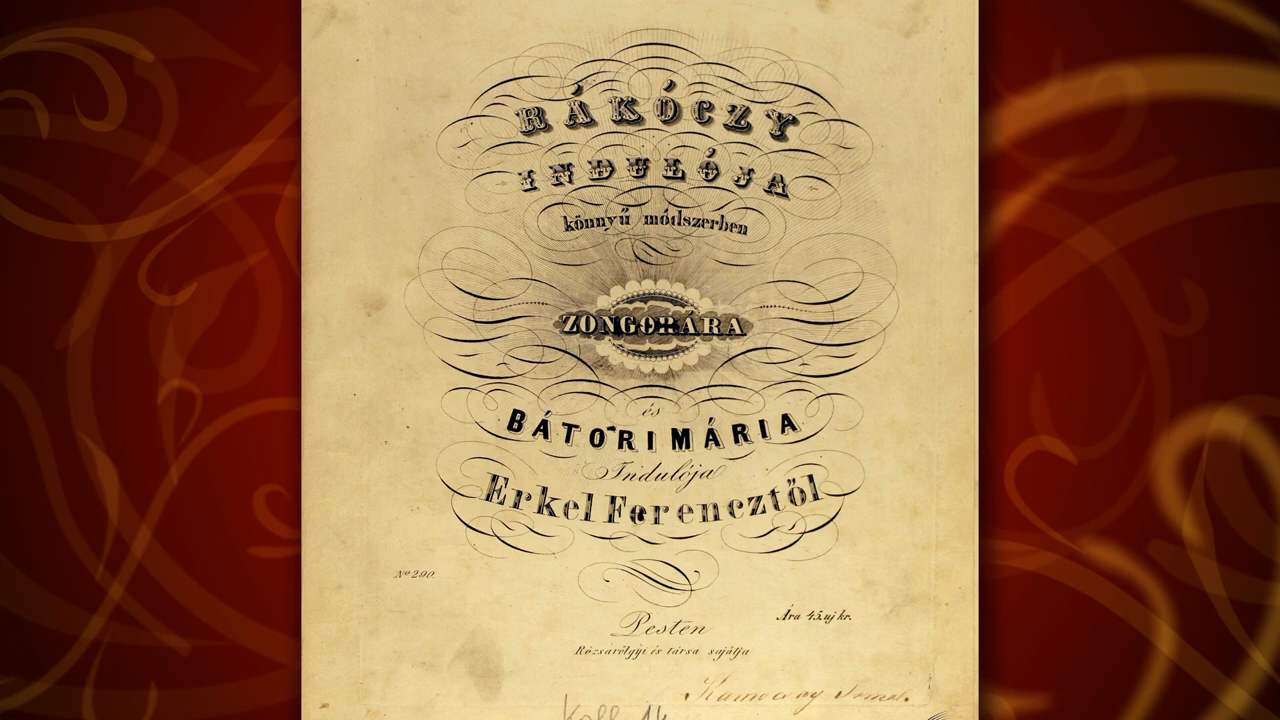 RÁKÓCZY
INDULÓJA
könnyű módszerben
ZONGORÁRA
és
BÁTORI MÁRIA
Indulója
Erkel Ferencztől
No 290.
Ára 45. uj kr.
Pesten
Rózsavölgyi és társa sajátja